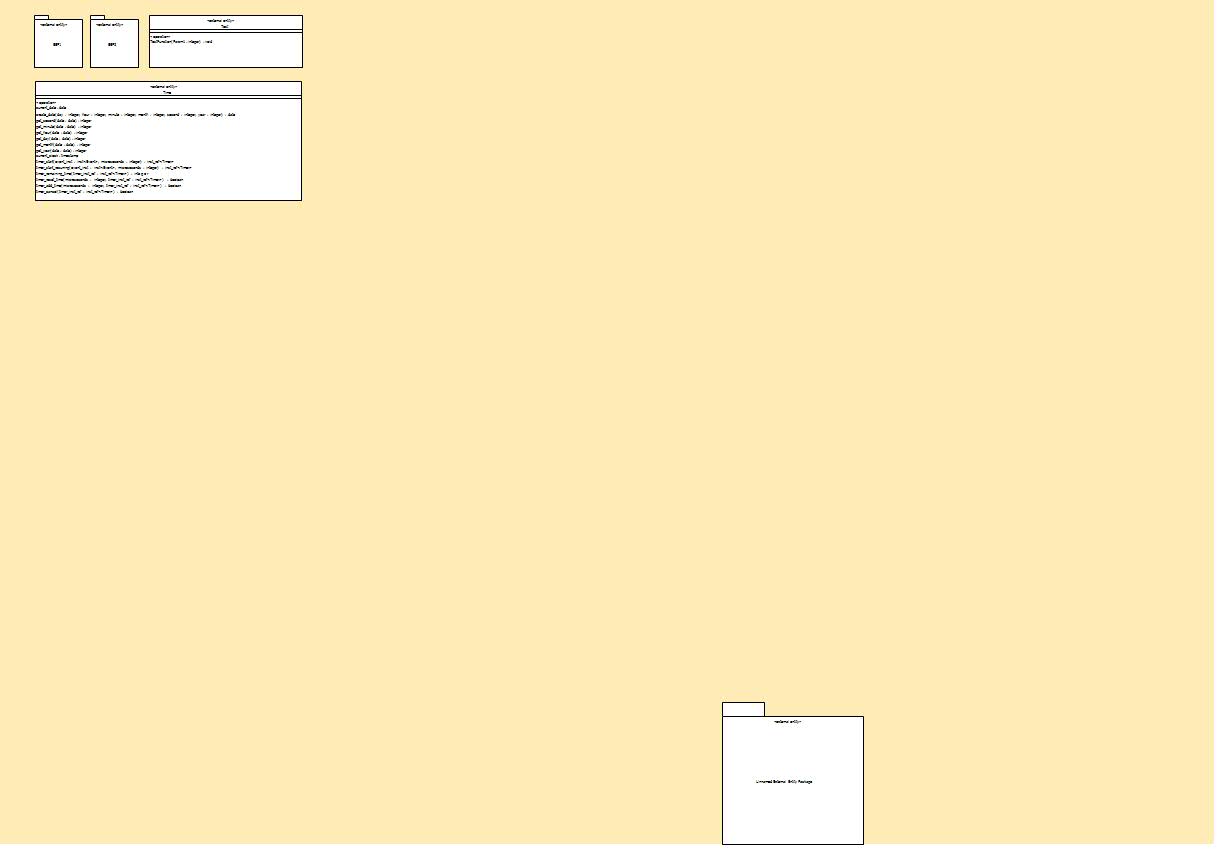 «external entity»
EEP1
«external entity»
EEP2
«external entity»
Test
«operation»
TestFunction( Param1 : integer) : void
«external entity»
Time
«operation»
current_date : date
create_date( day : integer, hour : integer, minute : integer, month : integer, second : integer, year : integer) : date
get_second( date : date) : integer
get_minute( date : date) : integer
get_hour( date : date) : integer
get_day( date : date) : integer
get_month( date : date) : integer
get_year( date : date) : integer
current_clock : timestamp
timer_start( event_inst : inst<Event>, microseconds : integer) : inst_ref<Timer>
timer_start_recurring( event_inst : inst<Event>, microseconds : integer) : inst_ref<Timer>
timer_remaining_time( timer_inst_ref : inst_ref<Timer>) : integer
timer_reset_time( microseconds : integer, timer_inst_ref : inst_ref<Timer>) : boolean
timer_add_time( microseconds : integer, timer_inst_ref : inst_ref<Timer>) : boolean
timer_cancel( timer_inst_ref : inst_ref<Timer>) : boolean
«external entity»
Unnamed External Entity Package